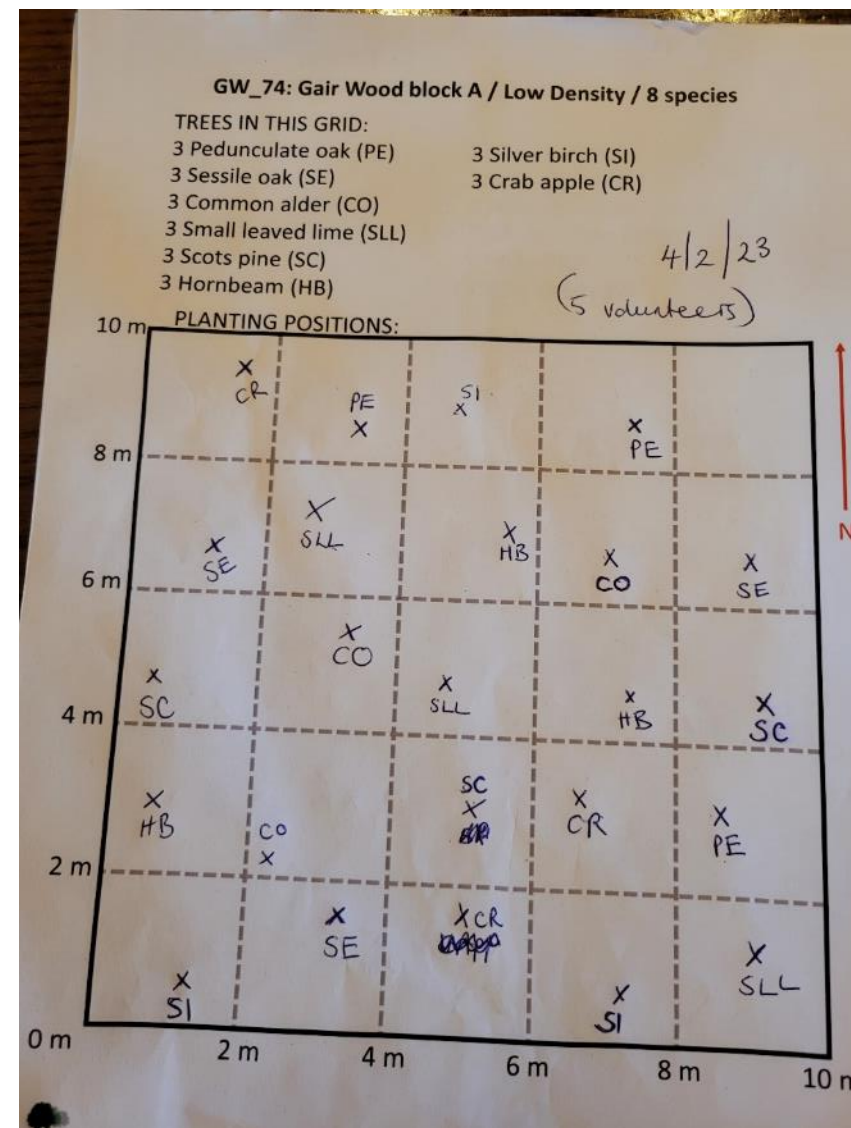 GW_74: Gair Wood block A / Low Density / 8 species
TREES IN THIS GRID:
3 Pedunculate oak (PE)
3 Silver birch (SI)
3 Sessile oak (SE)
3 Crab apple (CR)
3 Common alder (CO)
3 Small leaved lime (SLL)
3 Scots pine (SC)
3 Hornbeam (HB)
4/2/23
(5 volunteers)
PLANTING POSITIONS:
10 m
X X X X
CR PE SI PE
8 m
X X X X X
SE SLL HB CO SE
6 m
N
X X X X X
SC CO SLL HB SC
4 m
X X X X X
HB CO SC CR PE
2 m
X X CR X
SE SLL
X X
SI SI
0 m
2 m 4 m 6 m 8 m 10 m